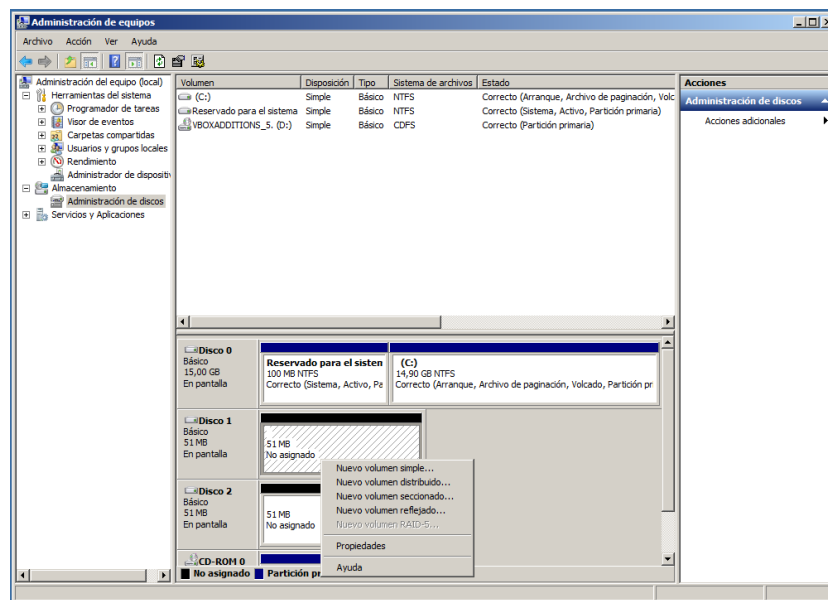 Administración de equipos
Archivo Acción Ver Ayuda
Administración del equipo (local)
Herramientas del sistema
Programador de tareas
Visor de eventos
Carpetas compartidas
Usuarios y grupos locales
Rendimiento
Administrador de dispositiv
Almacenamiento
Administración de discos
Servicios y Aplicaciones
Volumen Disposición Tipo Sistema de archivos Estado
(C:) Simple Básico NTFS Correcto (Arranque, Archivo de paginación, Volc
Reservado para el sistema Simple Básico NTFS Correcto (Sistema, Activo, Partición primaria)
VBOXADDITIONS_5. (D:) Simple Básico CDFS Correcto (Partición primaria)
Acciones
Administración de discos
Acciones adicionales
Disco 0
Básico
15,00 GB
En pantalla
Reservado para el sisten
100 MB NTFS
Correcto (Sistema, Activo, Pa
(C:)
14,90 GB NTFS
Correcto (Arranque, Archivo de paginación, Volcado, Partición pr
Disco 1
Básico
51 MB
En pantalla
51 MB
No asignado
Disco 2
Básico
51 MB
En pantalla
51 MB
No asignado
Nuevo volumen simple...
Nuevo volumen distribuido...
Nuevo volumen seccionado...
Nuevo volumen reflejado...
Nuevo volumen RAID-5...
Propiedades
Ayuda
CD-ROM 0
No asignado Partición pr